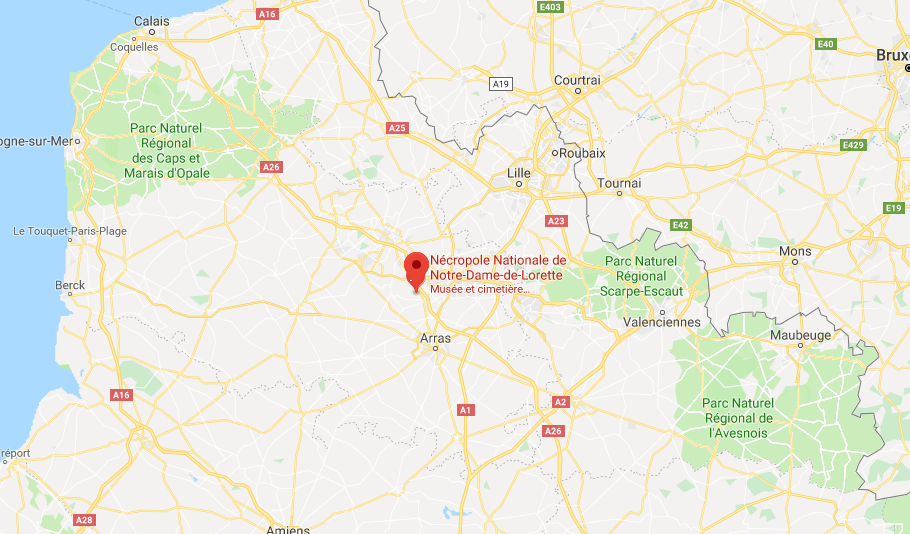 E403
A16
Calais
Coquelles
E40
Brux
A19
Courtrai
A25
Parc Naturel
Régional
des Caps et
Marais d'Opale
ogne-sur-Mer
E429
Roubaix
A26
Lille
Tournai
E19
A23
E42
Le Touquet-Paris-Plage
Mons
Nécropole Nationale de
Notre-Dame-de-Lorette
Musée et cimetière...
Parc Naturel
Régional
Scarpe-Escaut
Berck
Valenciennes
Arras
Maubeuge
A16
A1
A2
Parc Naturel
Régional de
l'Avesnois
A26
réport
A28
Amiens